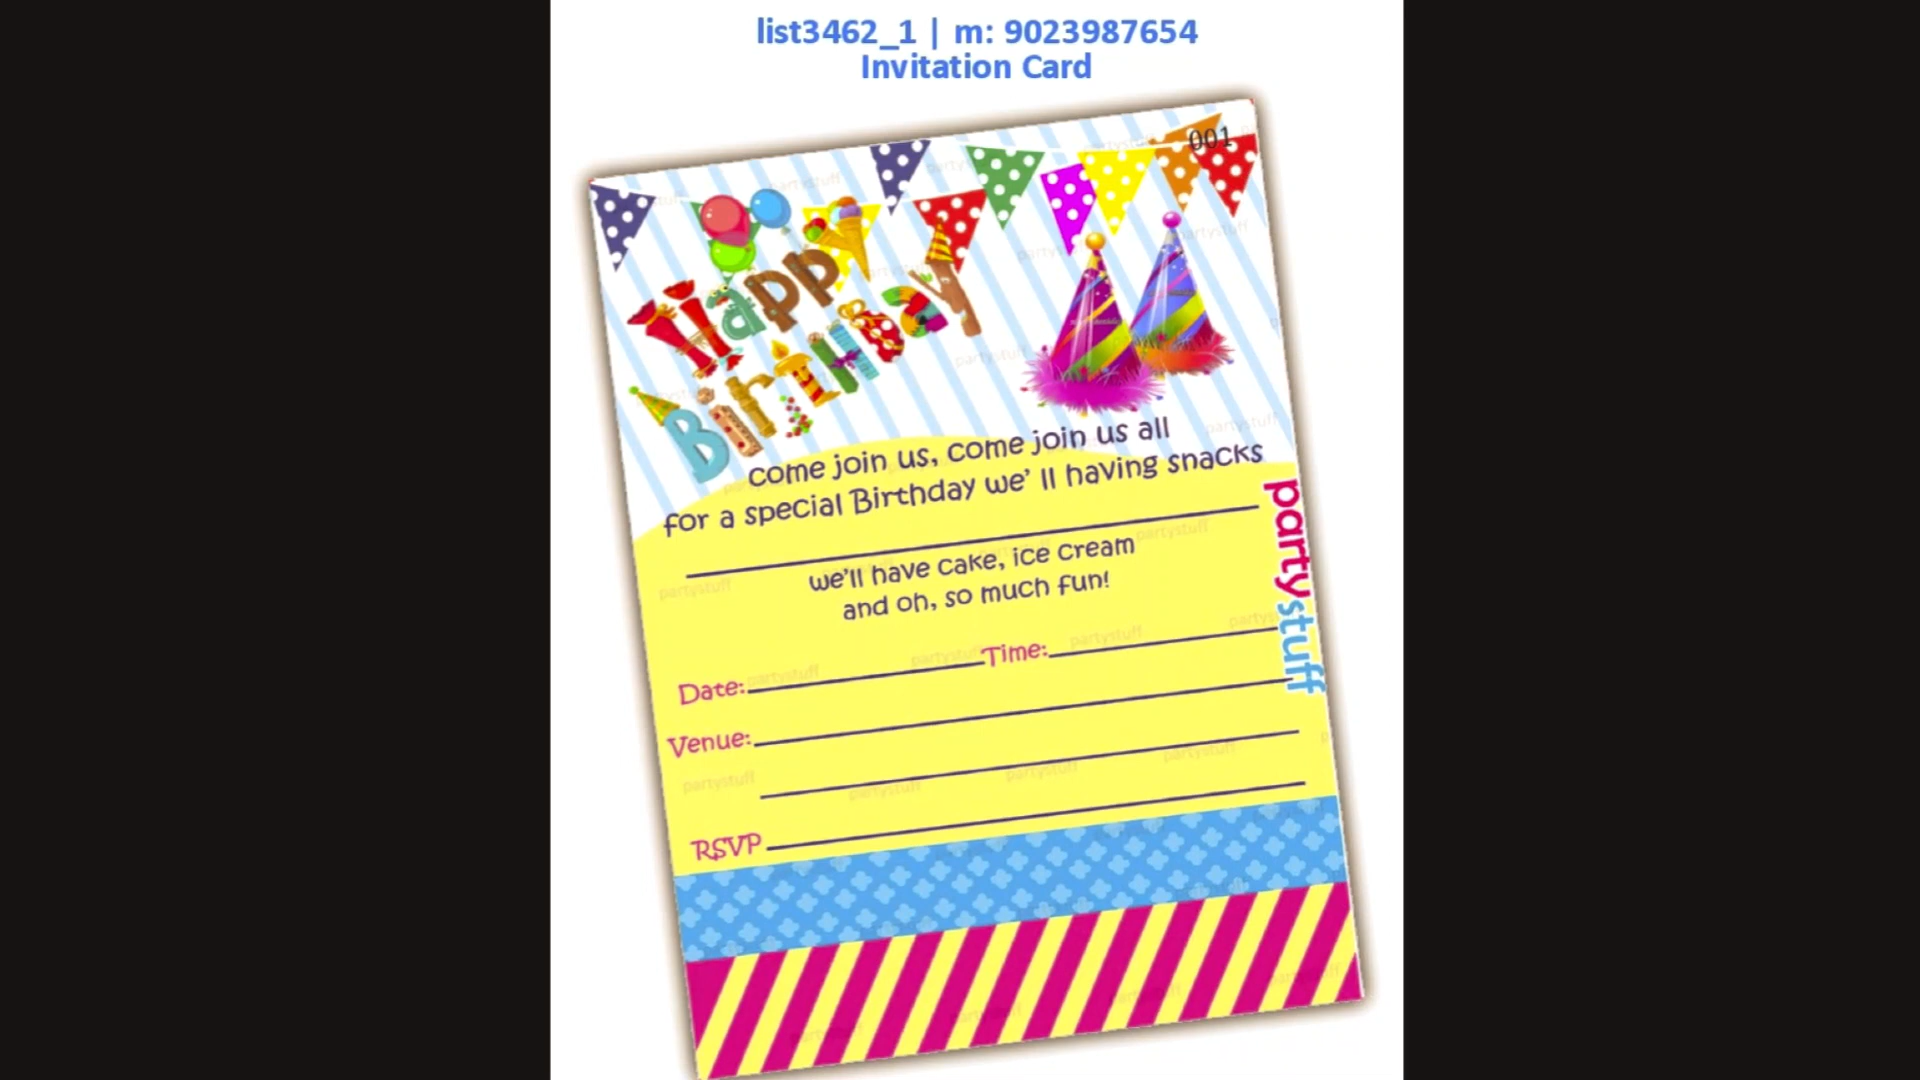 list3462_1 | m: 9023987654
Invitation Card
001
Happy
Birthday
come join us, come join us all
for a special Birthday we' ll having snacks
we'll have cake, ice cream
and oh, so much fun!
Date: Time:
Venue:
RSVP
partystuff